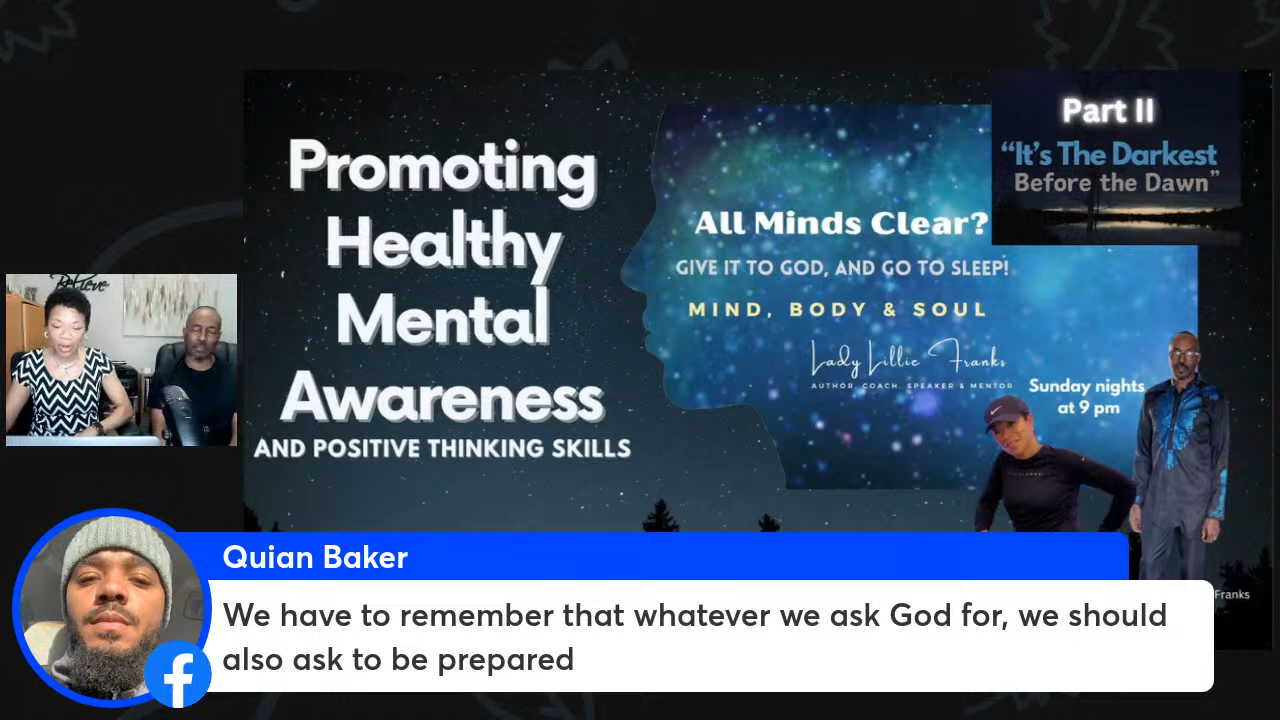 Promoting
Healthy
Mental
Awareness
AND POSITIVE THINKING SKILLS
Part II
“It’s The Darkest
Before the Dawn”
All Minds Clear?
GIVE IT TO GOD, AND GO TO SLEEP!
MIND, BODY & SOUL
Lady Lillie Franks
AUTHOR, COACH, SPEAKER & MENTOR
Sunday nights
at 9 pm
Believe
Franks
Quian Baker
We have to remember that whatever we ask God for, we should
also ask to be prepared